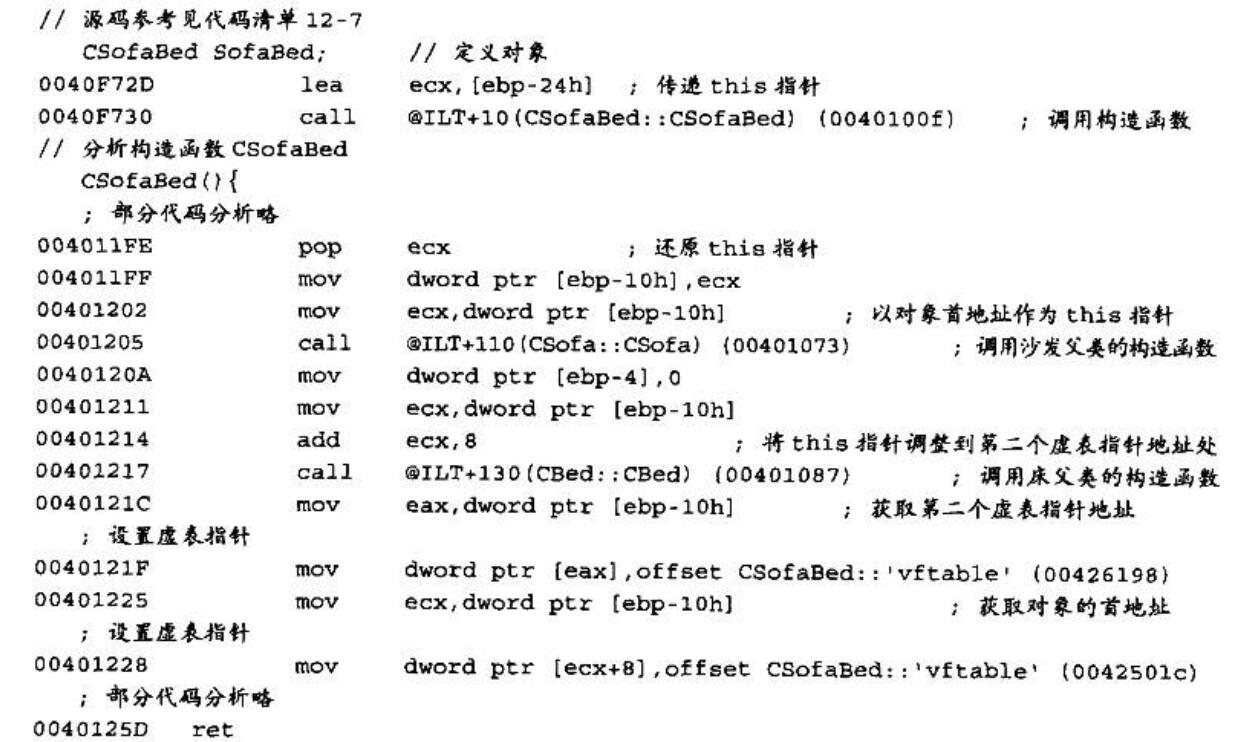 // 源码参考见代码清单 12-7
CSofaBed SofaBed; // 定义对象
0040F72D lea ecx,[ebp-24h] ; 传递 this 指针
0040F730 call @ILT+10(CSofaBed::CSofaBed) (0040100f) ; 调用构造函数
// 分析构造函数 CSofaBed
CSofaBed(){
; 部分代码分析略
004011FE pop ecx ; 还原 this 指针
004011FF mov dword ptr [ebp-10h],ecx
00401202 mov ecx,dword ptr [ebp-10h] ; 以对象首地址作为 this 指针
00401205 call @ILT+110(CSofa::CSofa) (00401073) ; 调用沙发父类的构造函数
0040120A mov dword ptr [ebp-4],0
00401211 mov ecx,dword ptr [ebp-10h]
00401214 add ecx,8 ; 将 this 指针调整到第二个虚表指针地址处
00401217 call @ILT+130(CBed::CBed) (00401087) ; 调用床父类的构造函数
0040121C mov eax,dword ptr [ebp-10h] ; 获取第二个虚表指针地址
; 设置虚表指针
0040121F mov dword ptr [eax],offset CSofaBed::'vftable' (00426198)
00401225 mov ecx,dword ptr [ebp-10h] ; 获取对象的首地址
; 设置虚表指针
00401228 mov dword ptr [ecx+8],offset CSofaBed::'vftable' (0042501c)
; 部分代码分析略
0040125D ret